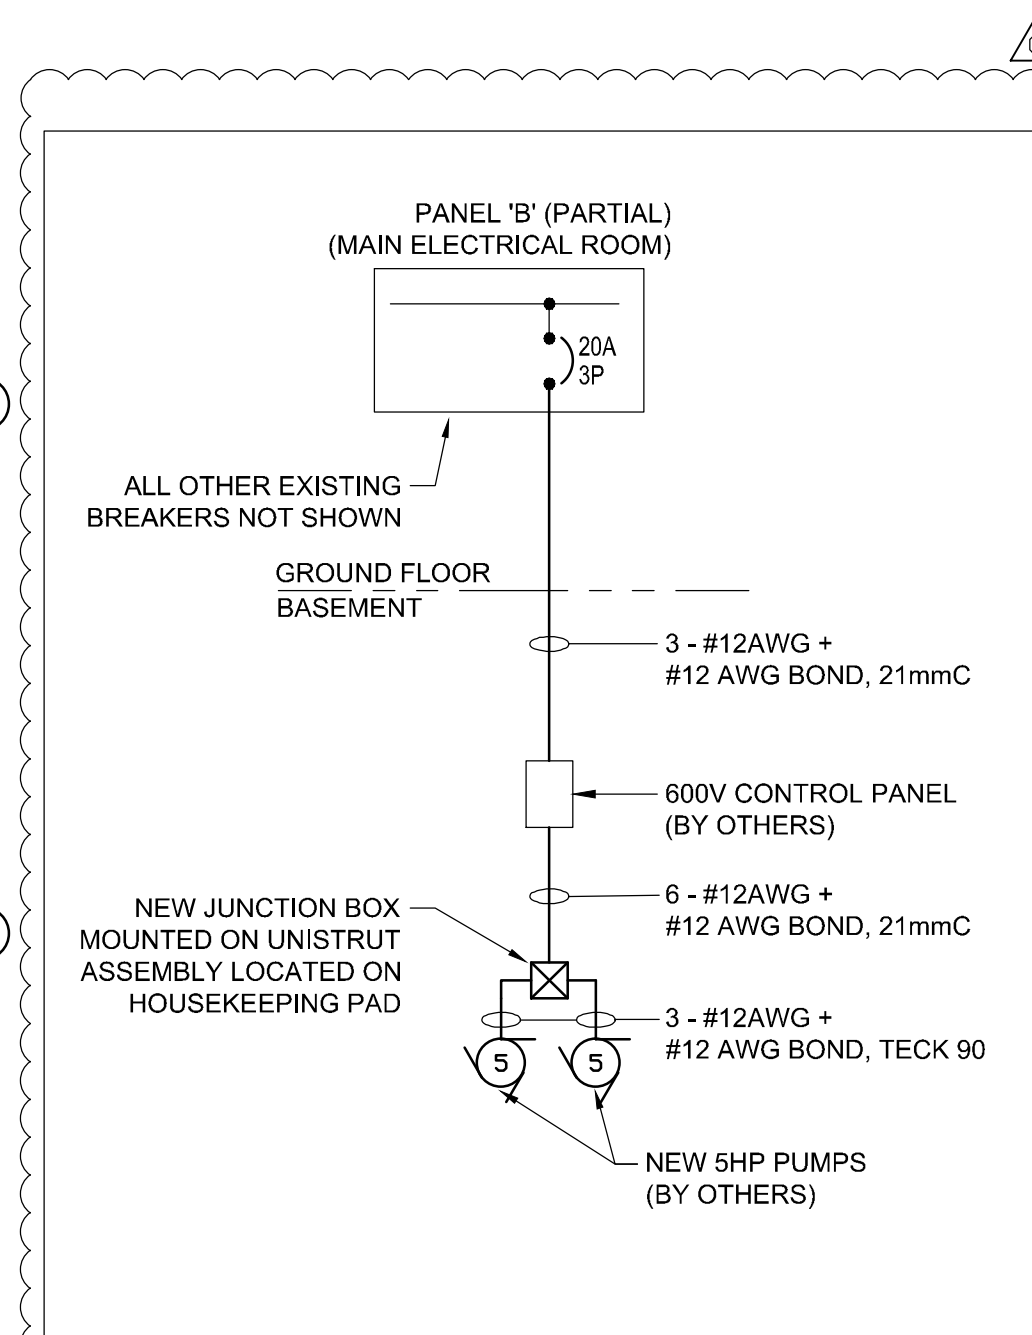 PANEL 'B' (PARTIAL)
(MAIN ELECTRICAL ROOM)
20A
3P
ALL OTHER EXISTING
BREAKERS NOT SHOWN
GROUND FLOOR
BASEMENT
3 - #12AWG +
#12 AWG BOND, 21mmC
600V CONTROL PANEL
(BY OTHERS)
6 - #12AWG +
#12 AWG BOND, 21mmC
NEW JUNCTION BOX
MOUNTED ON UNISTRUT
ASSEMBLY LOCATED ON
HOUSEKEEPING PAD
3 - #12AWG +
#12 AWG BOND, TECK 90
5
5
NEW 5HP PUMPS
(BY OTHERS)